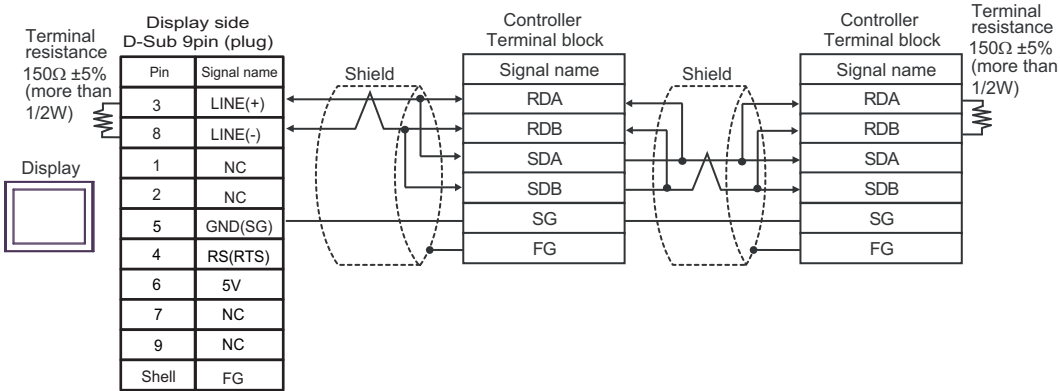 Display side
D-Sub 9pin (plug)
Terminal
resistance
150Ω ±5%
(more than
1/2W)
Pin Signal name
3 LINE(+)
8 LINE(-)
1 NC
2 NC
5 GND(SG)
4 RS(RTS)
6 5V
7 NC
9 NC
Shell FG
Display
Shield
Controller
Terminal block
Signal name
RDA
RDB
SDA
SDB
SG
FG
Shield
Controller
Terminal block
Signal name
RDA
RDB
SDA
SDB
SG
FG
Terminal
resistance
150Ω ±5%
(more than
1/2W)